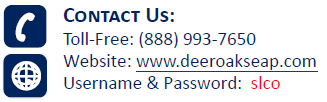 Contact Us:
Toll-Free: (888) 993-7650
Website: www.deeroakseap.com
Username & Password: slco